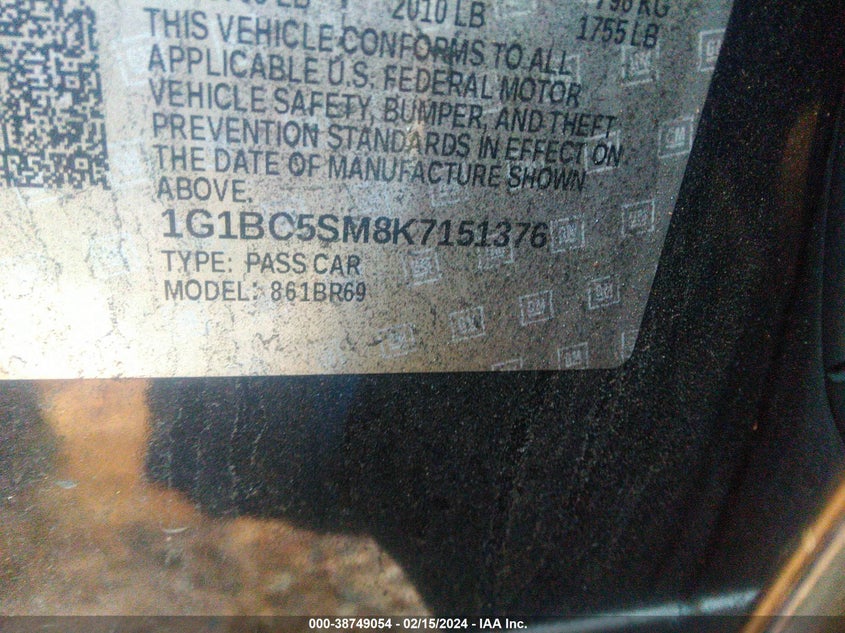 2010 LB
1755 LB
THIS VEHICLE CONFORMS TO ALL
APPLICABLE U.S. FEDERAL MOTOR
VEHICLE SAFETY, BUMPER, AND THEFT
PREVENTION STANDARDS IN EFFECT ON
THE DATE OF MANUFACTURE SHOWN
ABOVE.
1G1BC5SM8K7151376
TYPE: PASS CAR
MODEL: 861BR69
GM
000-38749054 - 02/15/2024 - IAA Inc.